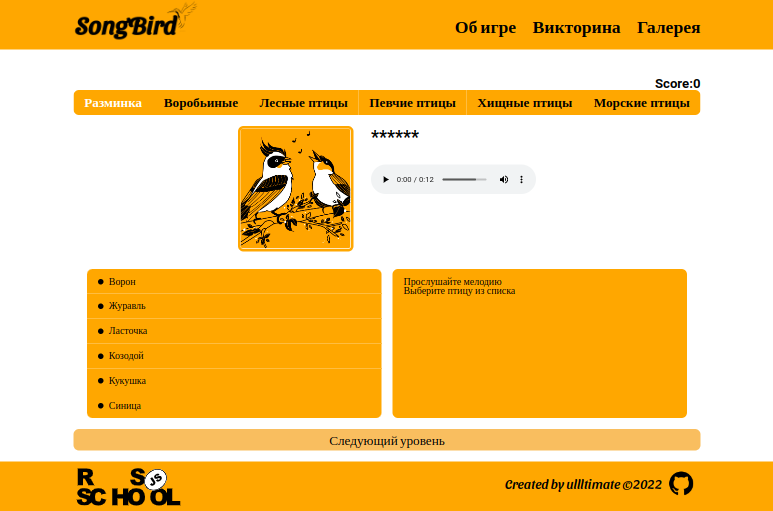 SongBird
Об игре Викторина Галерея
Score:0
Разминка Воробьиные Лесные птицы Певчие птицы Хищные птицы Морские птицы
******
0:00 / 0:12
Ворон
Журавль
Ласточка
Козодой
Кукушка
Синица
Прослушайте мелодию
Выберите птицу из списка
Следующий уровень
R S JS
SCHOOL
Created by ullltimate ©2022